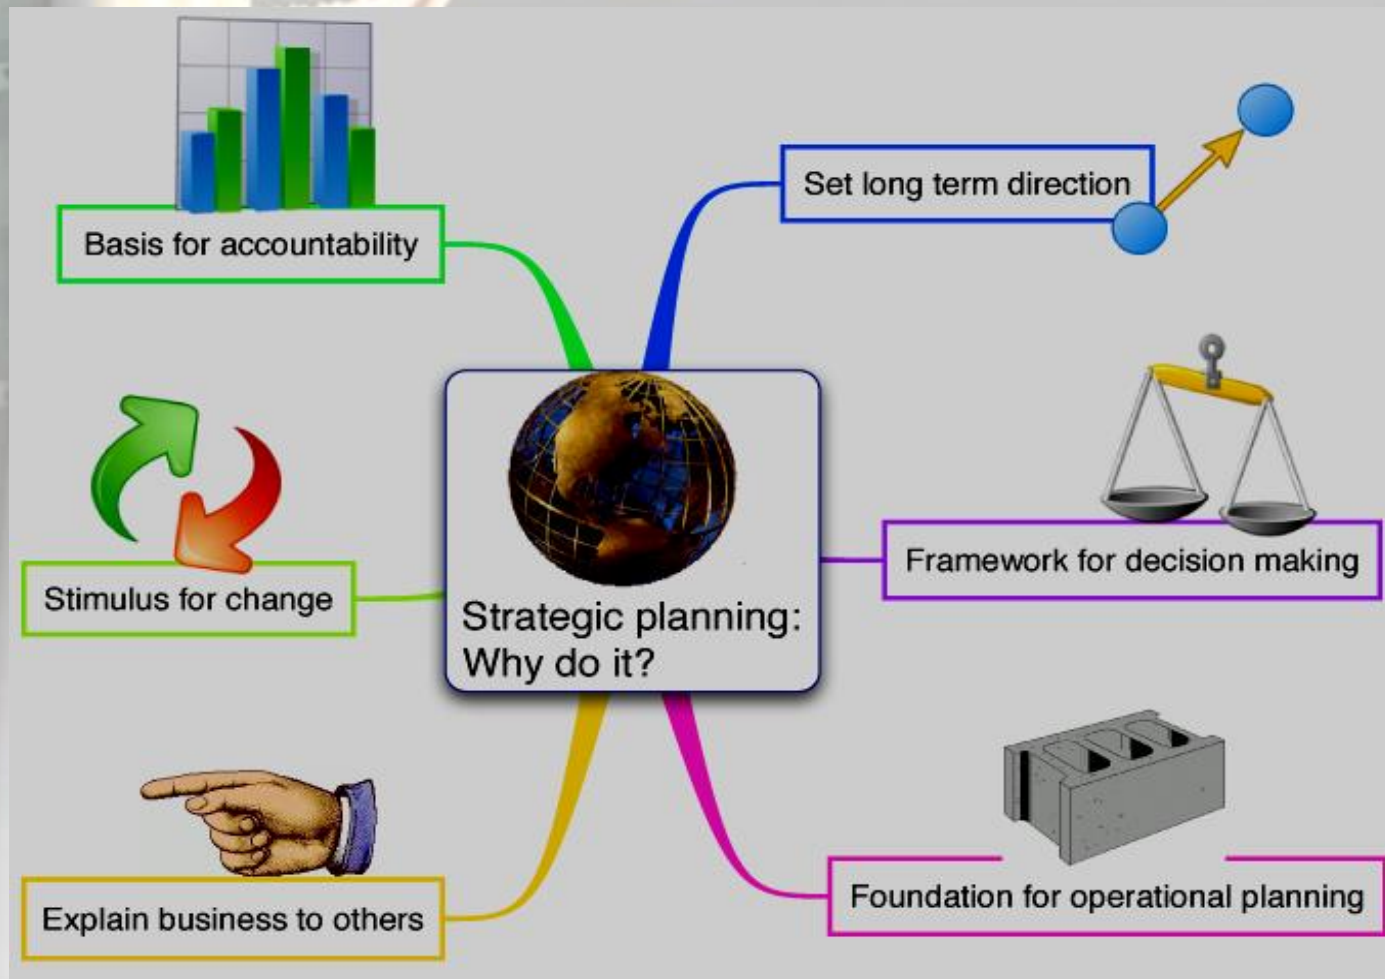 Set long term direction
Basis for accountability
Framework for decision making
Stimulus for change
Strategic planning:
Why do it?
Foundation for operational planning
Explain business to others